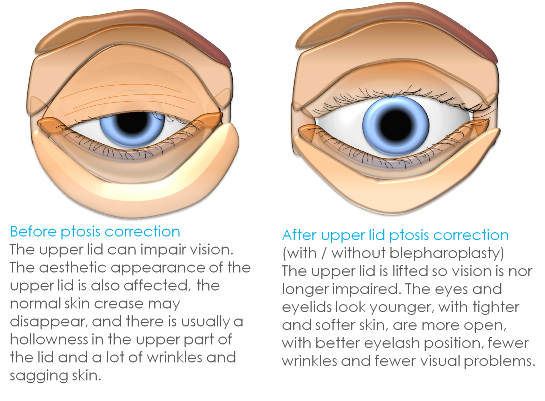 Before ptosis correction
The upper lid can impair vision.
The aesthetic appearance of the
upper lid is also affected, the
normal skin crease may
disappear, and there is usually a
hollowness in the upper part of
the lid and a lot of wrinkles and
sagging skin.
After upper lid ptosis correction
(with / without blepharoplasty)
The upper lid is lifted so vision is nor
longer impaired. The eyes and
eyelids look younger, with tighter
and softer skin, are more open,
with better eyelash position, fewer
wrinkles and fewer visual problems.